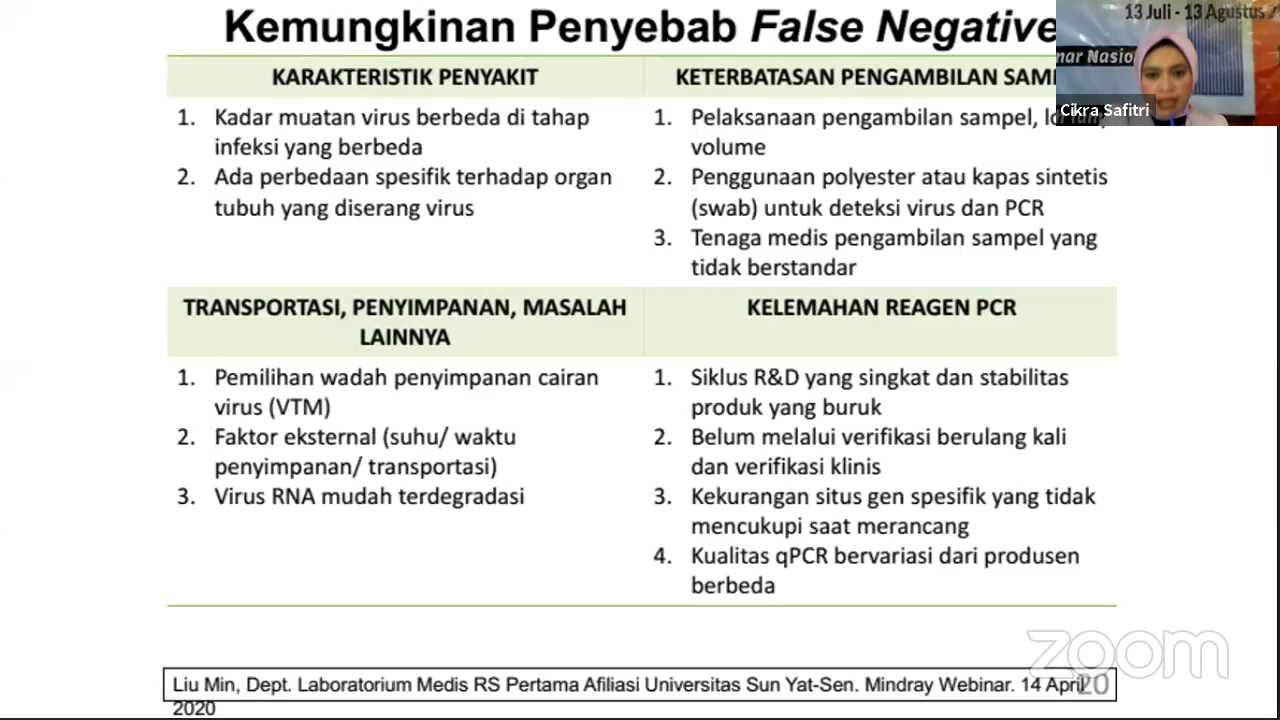 Kemungkinan Penyebab False Negative
13 Juli - 13 Agustus
nar Nasio
Cikra Safitri
KARAKTERISTIK PENYAKIT
1. Kadar muatan virus berbeda di tahap
infeksi yang berbeda
2. Ada perbedaan spesifik terhadap organ
tubuh yang diserang virus
KETERBATASAN PENGAMBILAN SAM
1. Pelaksanaan pengambilan sampel,
volume
2. Penggunaan polyester atau kapas sintetis
(swab) untuk deteksi virus dan PCR
3. Tenaga medis pengambilan sampel yang
tidak berstandar
TRANSPORTASI, PENYIMPANAN, MASALAH
LAINNYA
1. Pemilihan wadah penyimpanan cairan
virus (VTM)
2. Faktor eksternal (suhu/ waktu
penyimpanan/ transportasi)
3. Virus RNA mudah terdegradasi
KELEMAHAN REAGEN PCR
1. Siklus R&D yang singkat dan stabilitas
produk yang buruk
2. Belum melalui verifikasi berulang kali
dan verifikasi klinis
3. Kekurangan situs gen spesifik yang tidak
mencukupi saat merancang
4. Kualitas qPCR bervariasi dari produsen
berbeda
zoom
Liu Min, Dept. Laboratorium Medis RS Pertama Afiliasi Universitas Sun Yat-Sen. Mindray Webinar. 14 April
2020
20